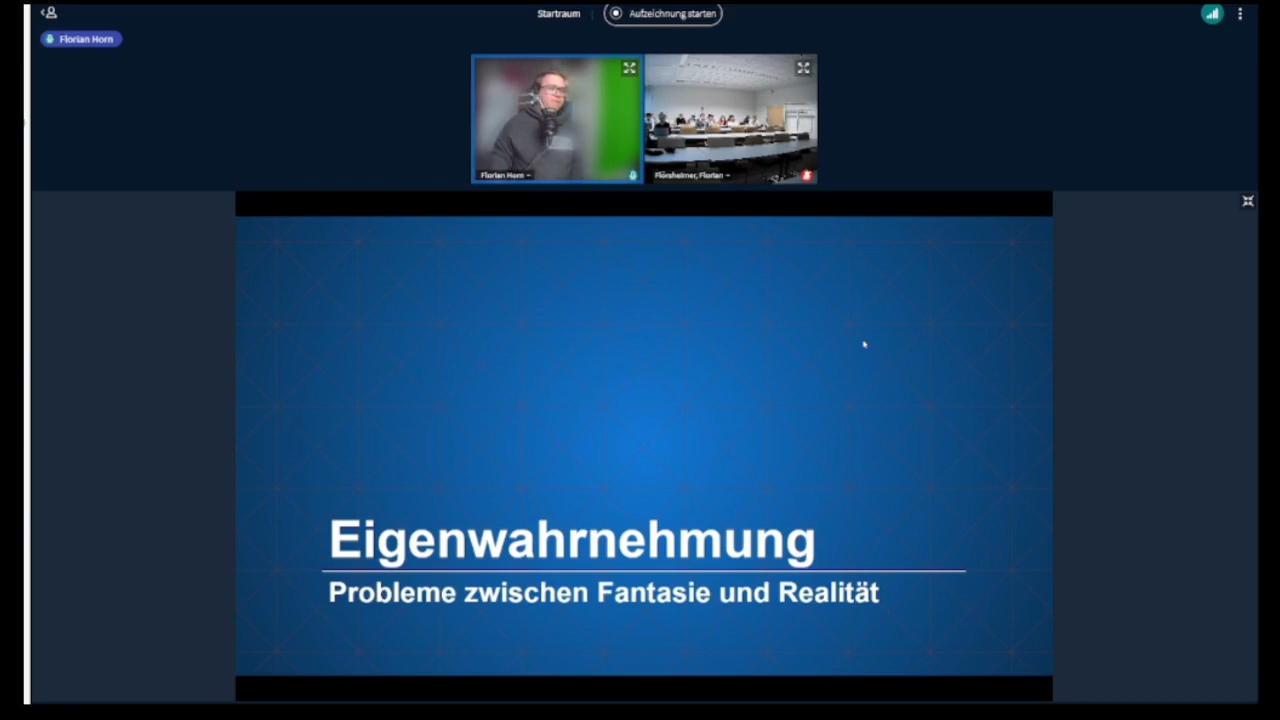 Startraum
Aufzeichnung starten
Florian Horn
Florian Horn
Flörsheimer, Florian
Eigenwahrnehmung
Probleme zwischen Fantasie und Realität